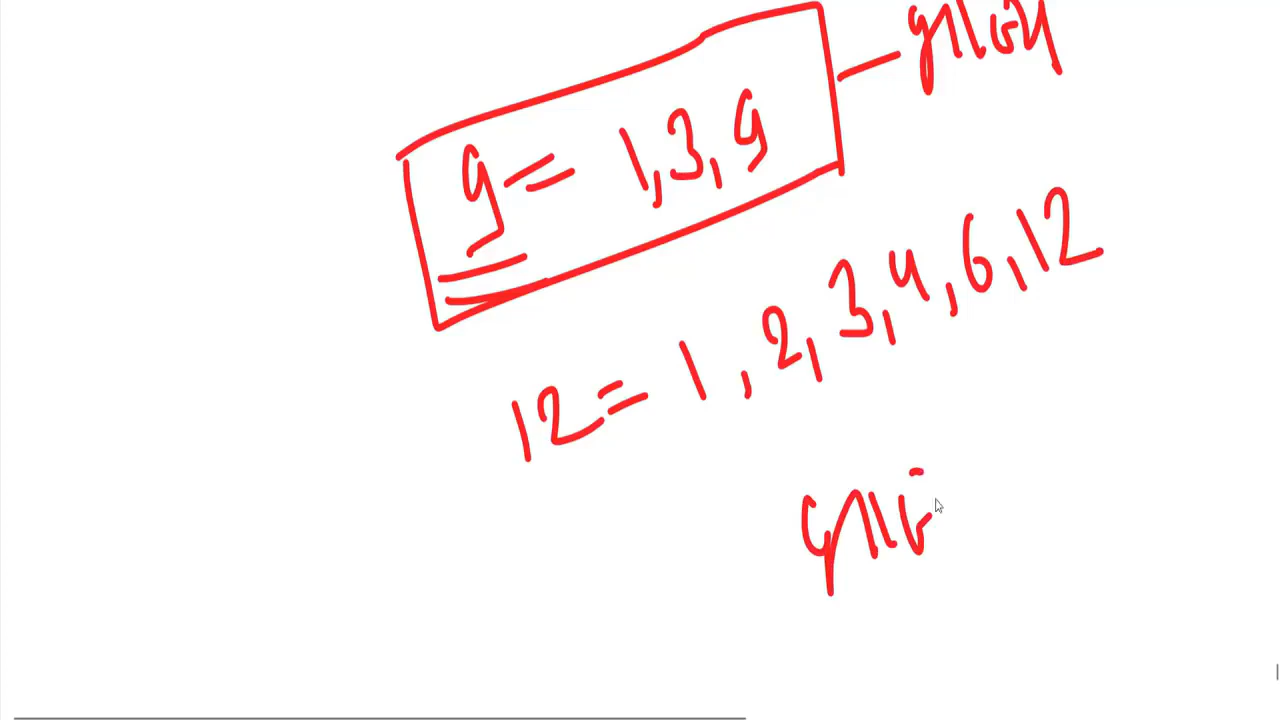 9 = 1, 3, 9
12 = 1, 2, 3, 4, 6, 12